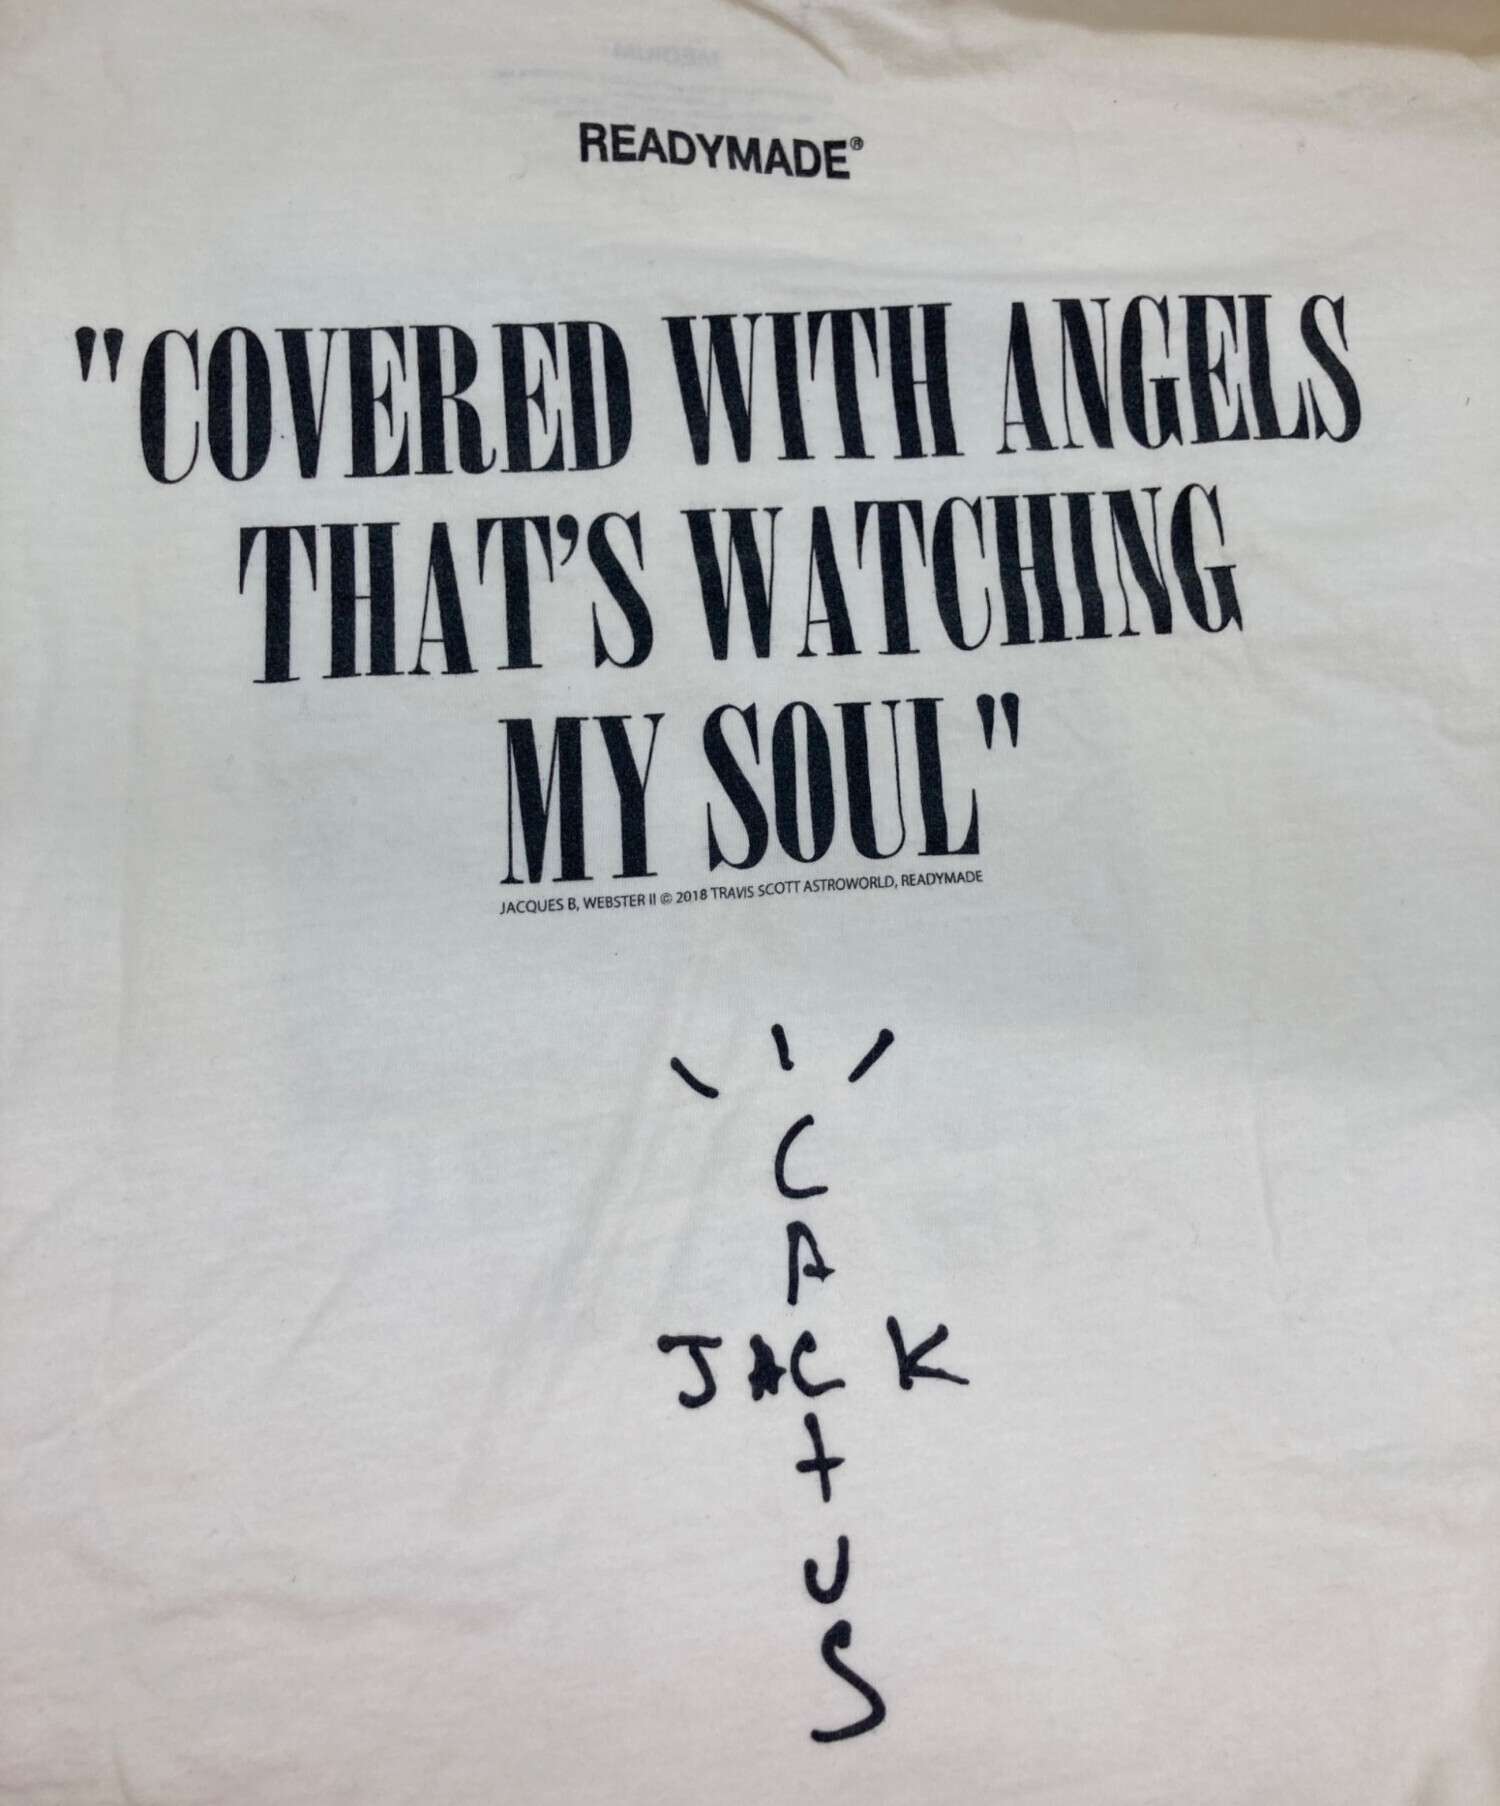 READYMADE®
"COVERED WITH ANGELS
THAT’S WATCHING
MY SOUL"
JACQUES B, WEBSTER II © 2018 TRAVIS SCOTT ASTROWORLD, READYMADE
C
A
JACK
T
U
S